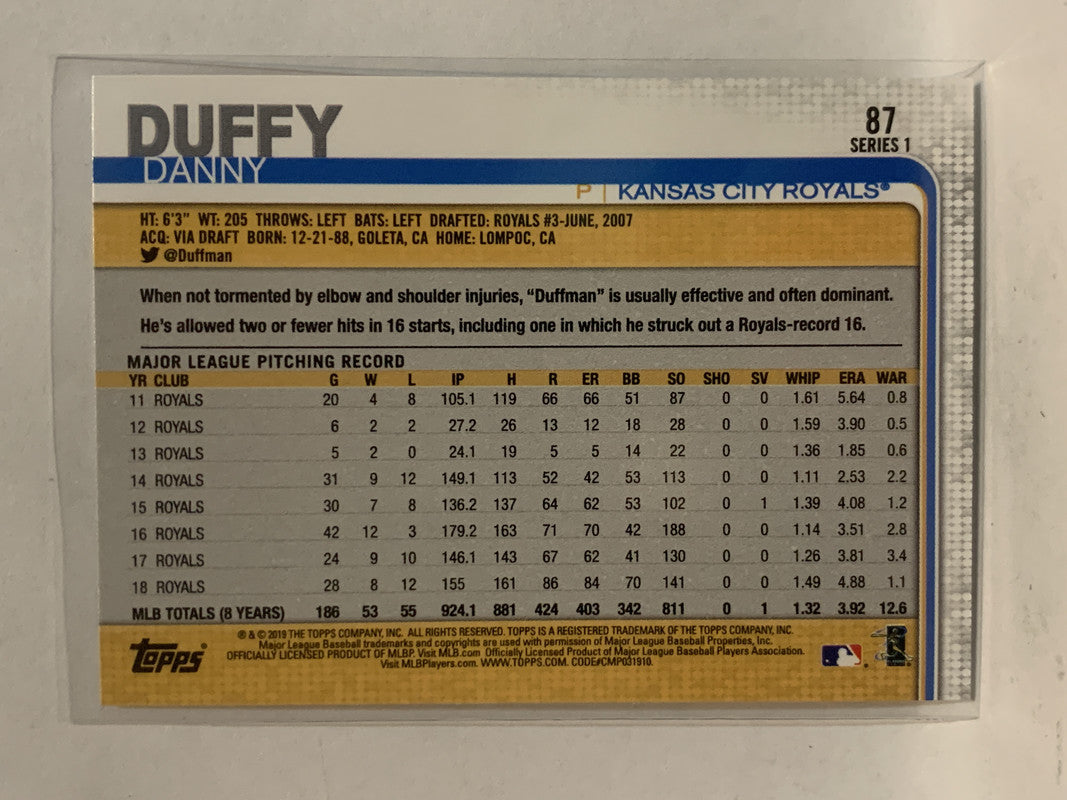 DUFFY
DANNY
87
SERIES 1
P | KANSAS CITY ROYALS®
HT: 6'3" WT: 205 THROWS: LEFT BATS: LEFT DRAFTED: ROYALS #3-JUNE, 2007
ACQ: VIA DRAFT BORN: 12-21-88, GOLETA, CA HOME: LOMPOC, CA
@Duffman
When not tormented by elbow and shoulder injuries, “Duffman” is usually effective and often dominant.
He's allowed two or fewer hits in 16 starts, including one in which he struck out a Royals-record 16.
MAJOR LEAGUE PITCHING RECORD
YR CLUB G W L IP H R ER BB SO SHO SV WHIP ERA WAR
11 ROYALS 20 4 8 105.1 119 66 66 51 87 0 0 1.61 5.64 0.8
12 ROYALS 6 2 2 27.2 26 13 12 18 28 0 0 1.59 3.90 0.5
13 ROYALS 5 2 0 24.1 19 5 5 14 22 0 0 1.36 1.85 0.6
14 ROYALS 31 9 12 149.1 113 52 42 53 113 0 0 1.11 2.53 2.2
15 ROYALS 30 7 8 136.2 137 64 62 53 102 0 1 1.39 4.08 1.2
16 ROYALS 42 12 3 179.2 163 71 70 42 188 0 0 1.14 3.51 2.8
17 ROYALS 24 9 10 146.1 143 67 62 41 130 0 0 1.26 3.81 3.4
18 ROYALS 28 8 12 155 161 86 84 70 141 0 0 1.49 4.88 1.1
MLB TOTALS (8 YEARS) 186 53 55 924.1 881 424 403 342 811 0 1 1.32 3.92 12.6
® & © 2019 THE TOPPS COMPANY, INC. ALL RIGHTS RESERVED. TOPPS IS A REGISTERED TRADEMARK OF THE TOPPS COMPANY, INC.
Major League Baseball trademarks and copyrights are used with permission of Major League Baseball Properties, Inc.
OFFICIALLY LICENSED PRODUCT OF MLBP. Visit MLB.com Officially Licensed Product of Major League Baseball Players Association.
Visit MLBPlayers.com. WWW.TOPPS.COM. CODE#CMP031910.
Topps